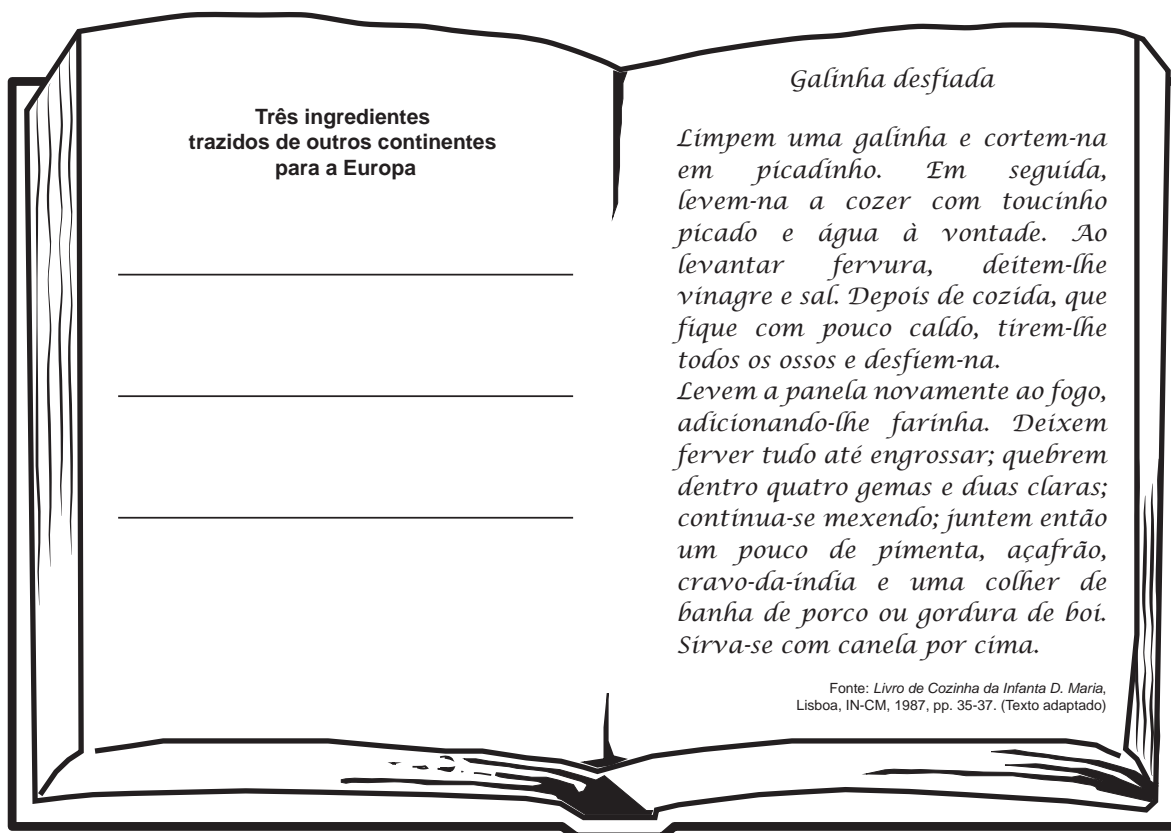 Três ingredientes
trazidos de outros continentes
para a Europa
Galinha desfiada
Limpem uma galinha e cortem-na
em picadinho. Em seguida,
levem-na a cozer com toucinho
picado e água à vontade. Ao
levantar fervura, deitem-lhe
vinagre e sal. Depois de cozida, que
fique com pouco caldo, tirem-lhe
todos os ossos e desfiem-na.
Levem a panela novamente ao fogo,
adicionando-lhe farinha. Deixem
ferver tudo até engrossar; quebrem
dentro quatro gemas e duas claras;
continua-se mexendo; juntem então
um pouco de pimenta, açafrão,
cravo-da-índia e uma colher de
banha de porco ou gordura de boi.
Sirva-se com canela por cima.
Fonte: Livro de Cozinha da Infanta D. Maria,
Lisboa, IN-CM, 1987, pp. 35-37. (Texto adaptado)